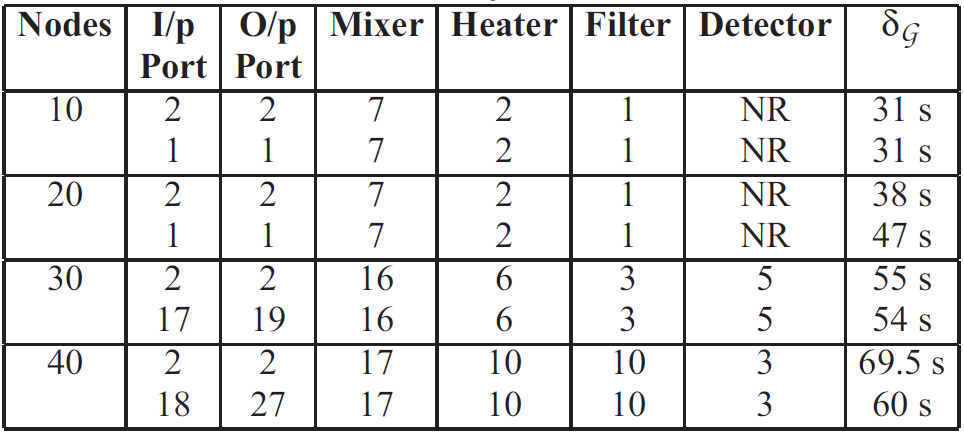 Nodes I/p O/p Mixer Heater Filter Detector δ𝒢
Port Port
10 2 2 7 2 1 NR 31 s
1 1 7 2 1 NR 31 s
20 2 2 7 2 1 NR 38 s
1 1 7 2 1 NR 47 s
30 2 2 16 6 3 5 55 s
17 19 16 6 3 5 54 s
40 2 2 17 10 10 3 69.5 s
18 27 17 10 10 3 60 s